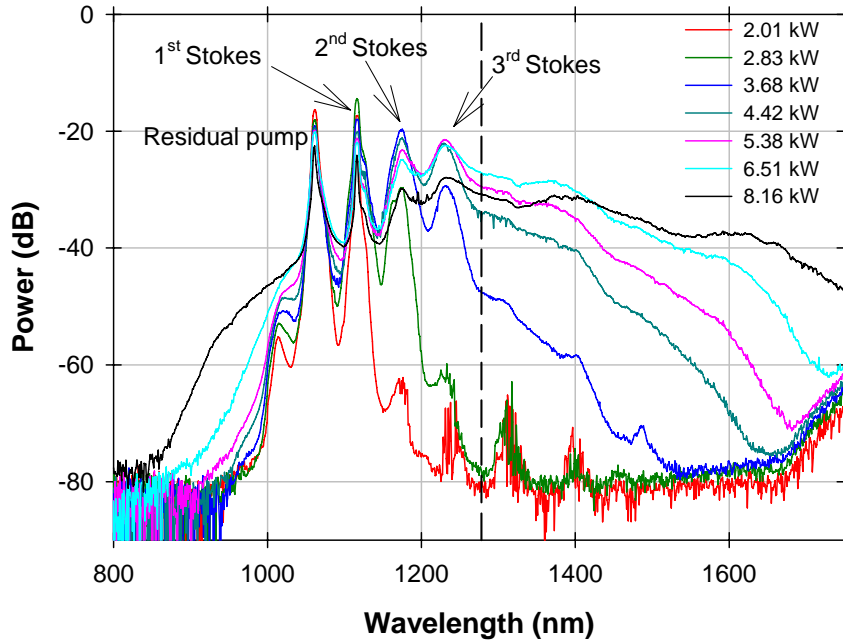 0
-20
-40
-60
-80
Power (dB)
800
1000
1200
1400
1600
Wavelength (nm)
Residual pump
1st Stokes
2nd Stokes
3rd Stokes
2.01 kW
2.83 kW
3.68 kW
4.42 kW
5.38 kW
6.51 kW
8.16 kW